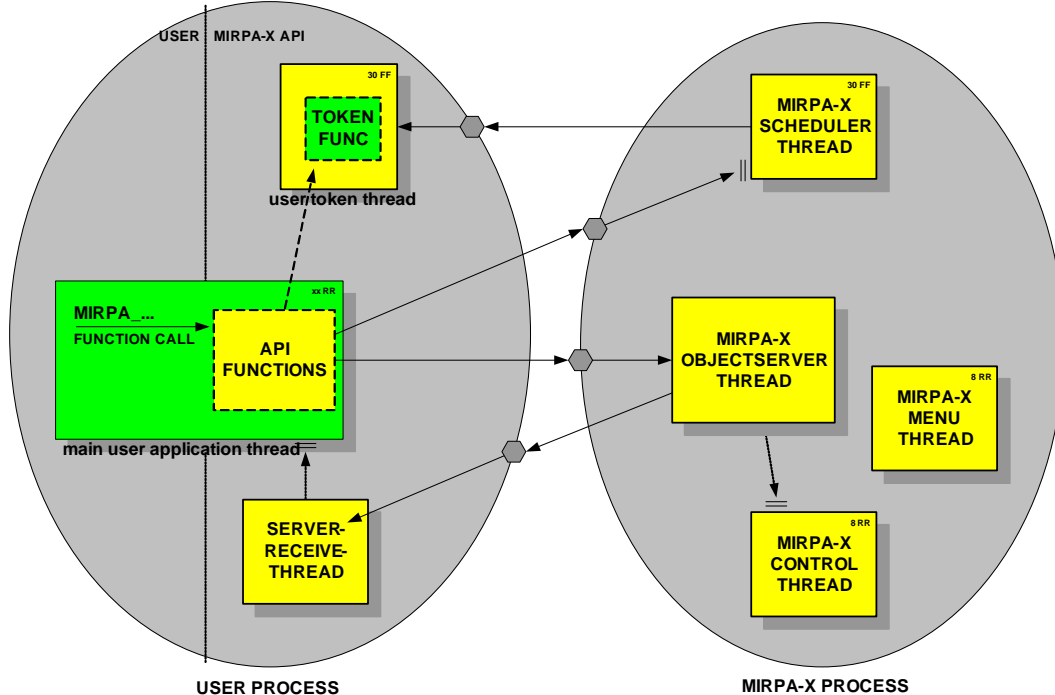 USER
MIRPA-X API
30 FF
TOKEN
FUNC
user token thread
xx RR
MIRPA_...
FUNCTION CALL
API
FUNCTIONS
main user application thread
SERVER-
RECEIVE-
THREAD
USER PROCESS
30 FF
MIRPA-X
SCHEDULER
THREAD
MIRPA-X
OBJECTSERVER
THREAD
8 RR
MIRPA-X
MENU
THREAD
8 RR
MIRPA-X
CONTROL
THREAD
MIRPA-X PROCESS